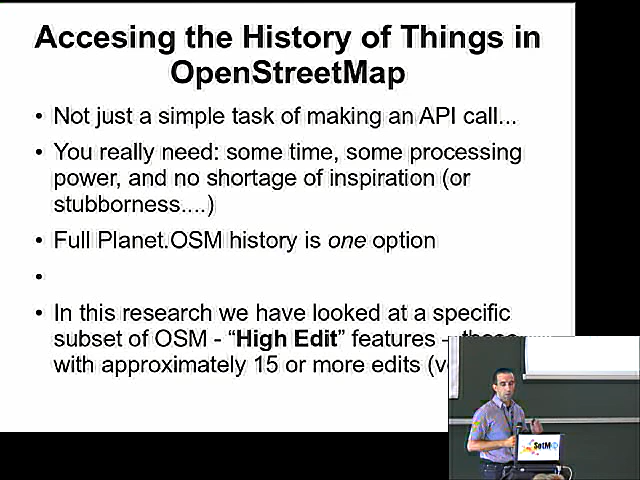 Accesing the History of Things in
OpenStreetMap
• Not just a simple task of making an API call...
• You really need: some time, some processing
power, and no shortage of inspiration (or
stubborness....)
• Full Planet.OSM history is one option
•
• In this research we have looked at a specific
subset of OSM - “High Edit” features -
with approximately 15 or more edits
SotM